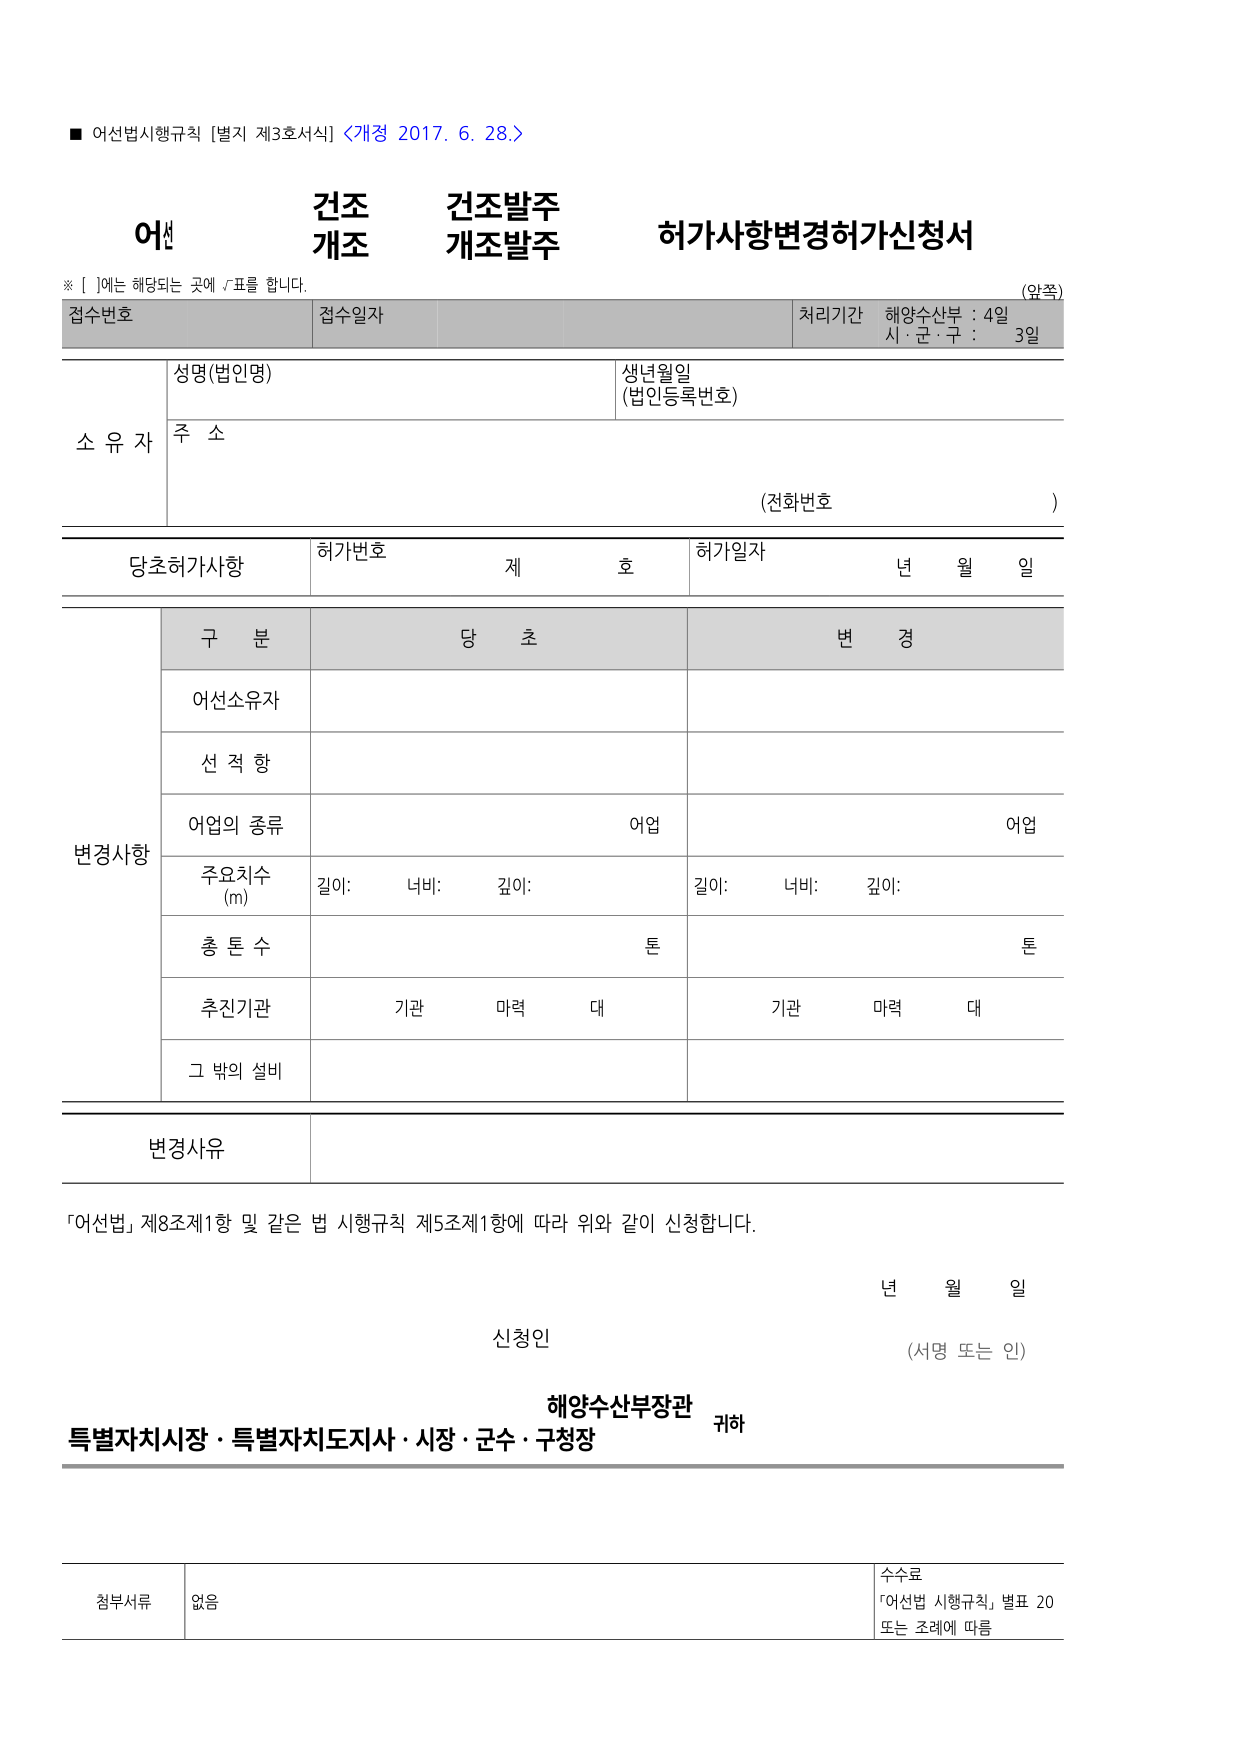 ■ 어선법시행규칙 [별지 제3호서식] <개정 2017. 6. 28.>
건조 건조발주
어선 허가사항변경허가신청서
개조 개조발주
※ [ ]에는 해당되는 곳에 √표를 합니다.
(앞쪽)
접수번호 접수일자 처리기간 해양수산부 : 4일
시ㆍ군ㆍ구 : 3일
소 유 자
성명(법인명) 생년월일
(법인등록번호)
주 소
(전화번호 )
당초허가사항 허가번호 제 호 허가일자 년 월 일
변경사항
구 분 당 초 변 경
어선소유자
선 적 항
어업의 종류 어업 어업
주요치수
(m) 길이: 너비: 깊이: 길이: 너비: 깊이:
총 톤 수 톤 톤
추진기관 기관 마력 대 기관 마력 대
그 밖의 설비
변경사유
「어선법」 제8조제1항 및 같은 법 시행규칙 제5조제1항에 따라 위와 같이 신청합니다.
년 월 일
신청인
(서명 또는 인)
해양수산부장관
귀하
특별자치시장ㆍ특별자치도지사ㆍ시장ㆍ군수ㆍ구청장
첨부서류 없음
수수료
「어선법 시행규칙」 별표 20
또는 조례에 따름